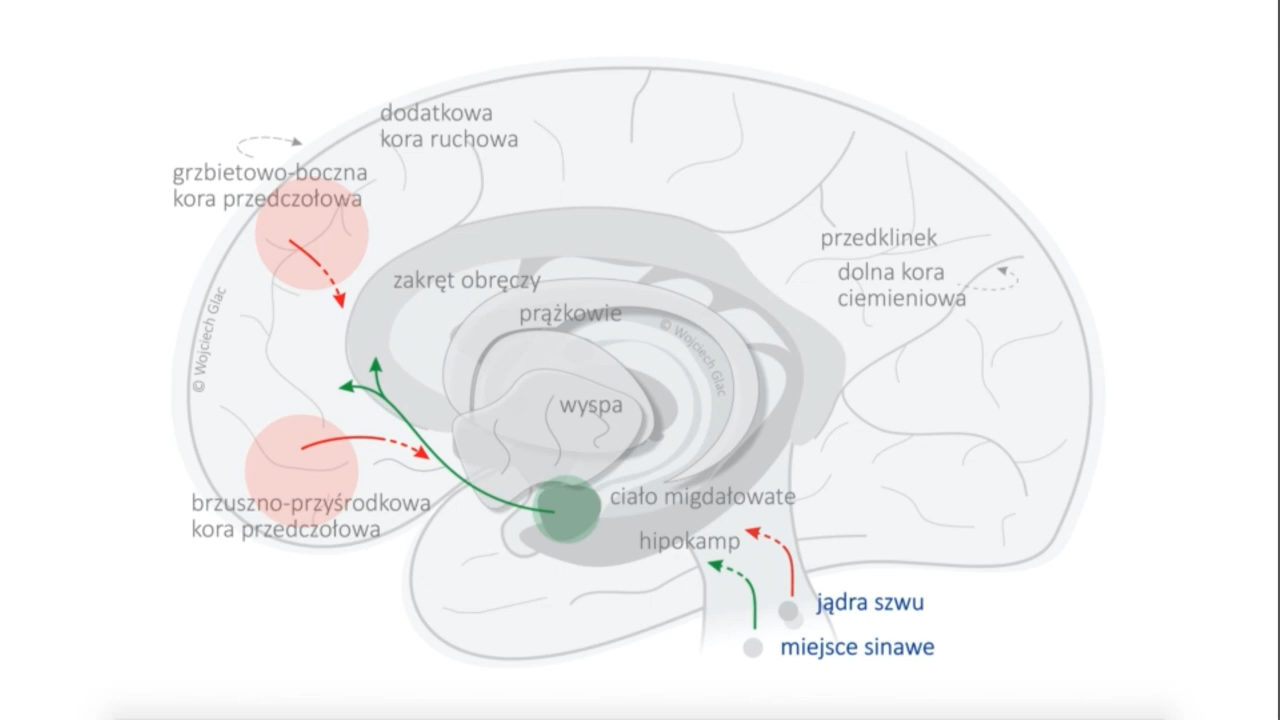 dodatkowa
kora ruchowa
grzbietowo-boczna
kora przedczołowa
przedklinek
dolna kora
ciemieniowa
zakręt obręczy
prążkowie
© Wojciech Glac
© Wojciech Glac
wyspa
ciało migdałowate
brzuszno-przyśrodkowa
kora przedczołowa
hipokamp
jądra szwu
miejsce sinawe